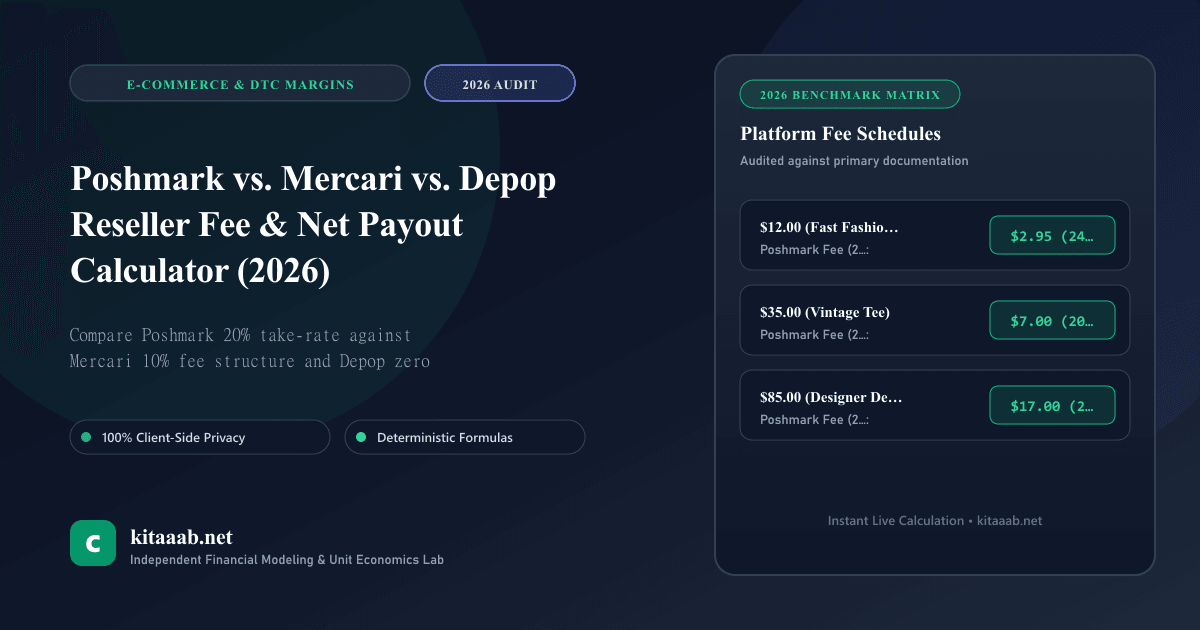 E-COMMERCE & DTC MARGINS
2026 AUDIT
Poshmark vs. Mercari vs. Depop
Reseller Fee & Net Payout
Calculator (2026)
Compare Poshmark 20% take-rate against
Mercari 10% fee structure and Depop zero
100% Client-Side Privacy
Deterministic Formulas
C
kitaaab.net
Independent Financial Modeling & Unit Economics Lab
2026 BENCHMARK MATRIX
Platform Fee Schedules
Audited against primary documentation
$12.00 (Fast Fashio…
Poshmark Fee (2…:
$2.95 (24…
$35.00 (Vintage Tee)
Poshmark Fee (2…:
$7.00 (20…
$85.00 (Designer De…
Poshmark Fee (2…:
$17.00 (2…
Instant Live Calculation • kitaaab.net